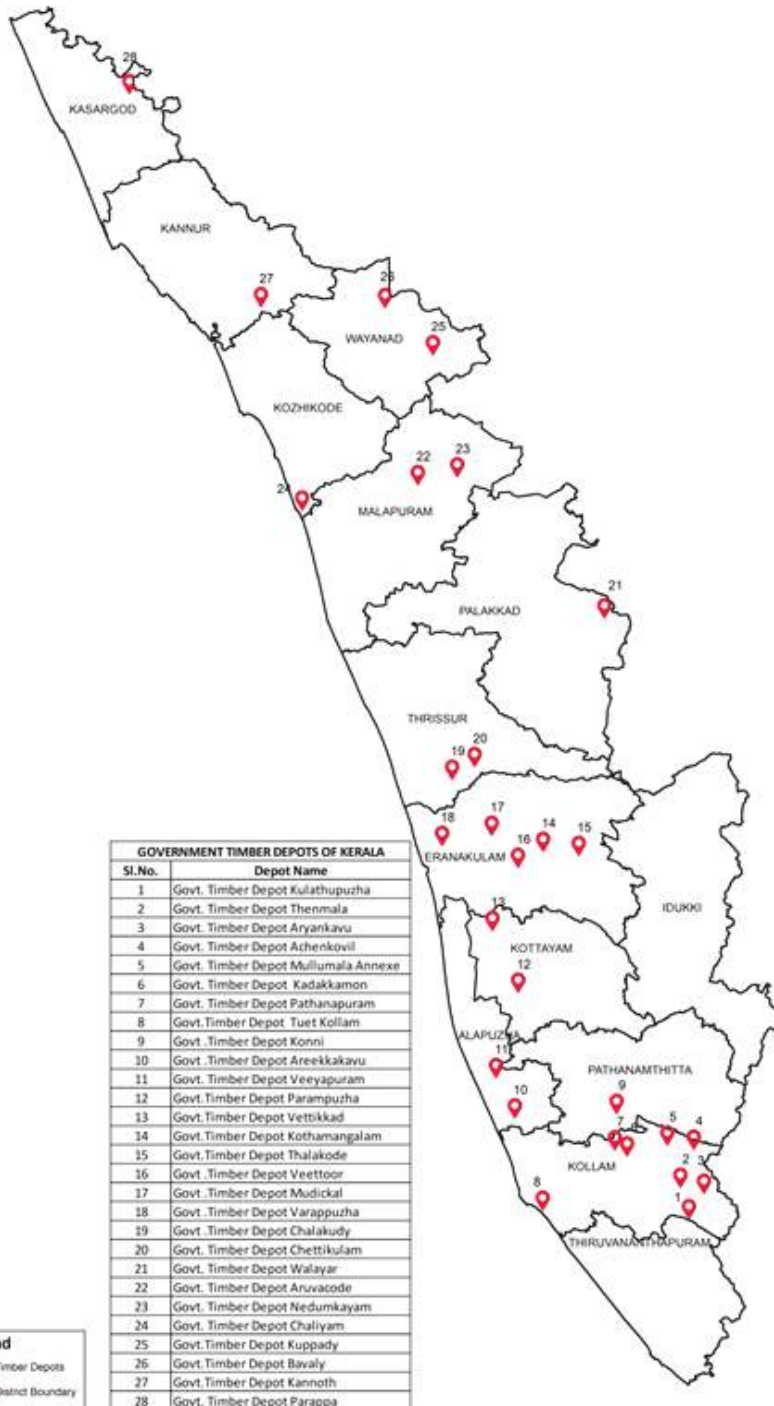 28
KASARGOD
KANNUR
27
26
WAYANAD
25
KOZHIKODE
22
23
24
MALAPURAM
21
PALAKKAD
THRISSUR
19
20
18
17
14
15
16
ERANAKULAM
IDUKKI
13
KOTTAYAM
12
ALAPUZHA
11
PATHANAMTHITTA
10
9
7
5
4
KOLLAM
2
3
8
1
THIRUVANANTHAPURAM
GOVERNMENT TIMBER DEPOTS OF KERALA
Sl.No. Depot Name
1 Govt. Timber Depot Kulathupuzha
2 Govt. Timber Depot Thenmala
3 Govt. Timber Depot Aryankavu
4 Govt. Timber Depot Achenkovil
5 Govt. Timber Depot Mullumala Annexe
6 Govt. Timber Depot Kadakkamon
7 Govt. Timber Depot Pathanapuram
8 Govt.Timber Depot Tuet Kollam
9 Govt .Timber Depot Konni
10 Govt .Timber Depot Areekkakavu
11 Govt. Timber Depot Veeyapuram
12 Govt. Timber Depot Parampuzha
13 Govt. Timber Depot Vettikkad
14 Govt. Timber Depot Kothamangalam
15 Govt. Timber Depot Thalakode
16 Govt .Timber Depot Veettoor
17 Govt .Timber Depot Mudickal
18 Govt .Timber Depot Varappuzha
19 Govt .Timber Depot Chalakudy
20 Govt. Timber Depot Chettikulam
21 Govt. Timber Depot Walayar
22 Govt. Timber Depot Aruvacode
23 Govt. Timber Depot Nedumkayam
24 Govt. Timber Depot Chaliyam
25 Govt.Timber Depot Kuppady
26 Govt.Timber Depot Bavaly
27 Govt.Timber Depot Kannoth
28 Govt. Timber Depot Parappa
nd
Timber Depots
District Boundary